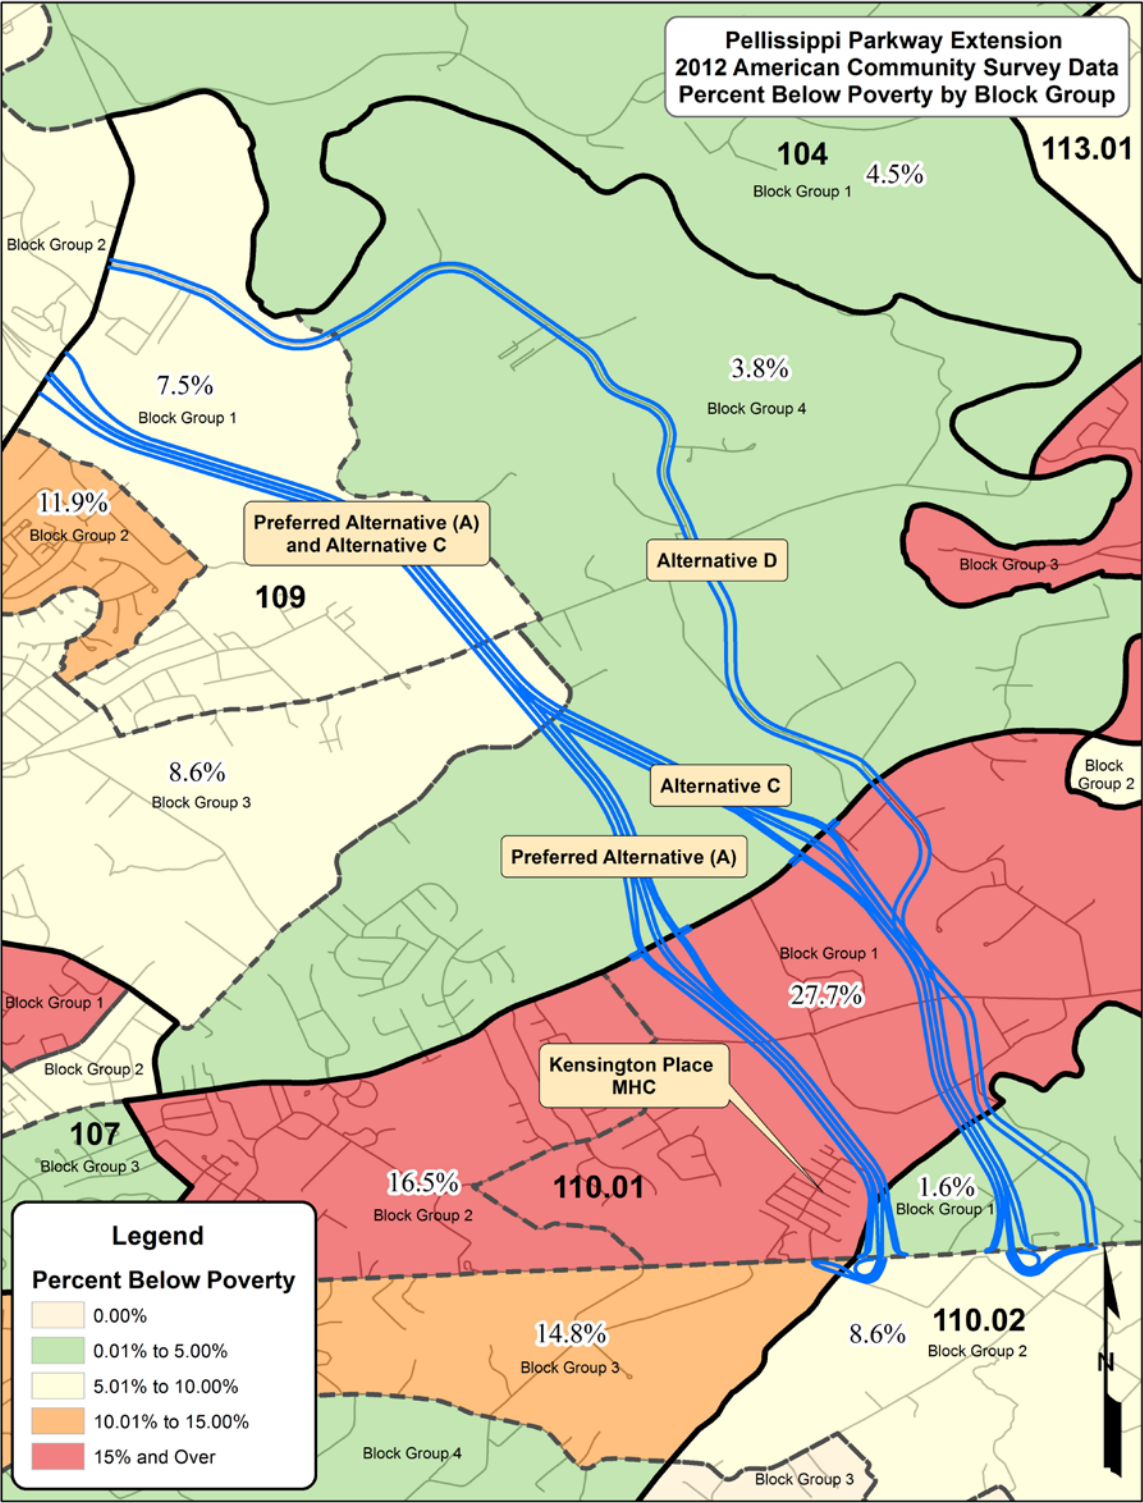 Pellissippi Parkway Extension
2012 American Community Survey Data
Percent Below Poverty by Block Group
113.01
104
4.5%
Block Group 1
Block Group 2
3.8%
Block Group 4
7.5%
Block Group 1
11.9%
Block Group 2
Preferred Alternative (A)
and Alternative C
Alternative D
Block Group 3
109
8.6%
Block Group 3
Block
Group 2
Alternative C
Preferred Alternative (A)
Block Group 1
27.7%
Block Group 1
Block Group 2
Kensington Place
MHC
107
Block Group 3
16.5%
Block Group 2
110.01
1.6%
Block Group 1
Legend
Percent Below Poverty
0.00%
0.01% to 5.00%
5.01% to 10.00%
10.01% to 15.00%
15% and Over
14.8%
Block Group 3
8.6%
110.02
Block Group 2
N
Block Group 4
Block Group 3